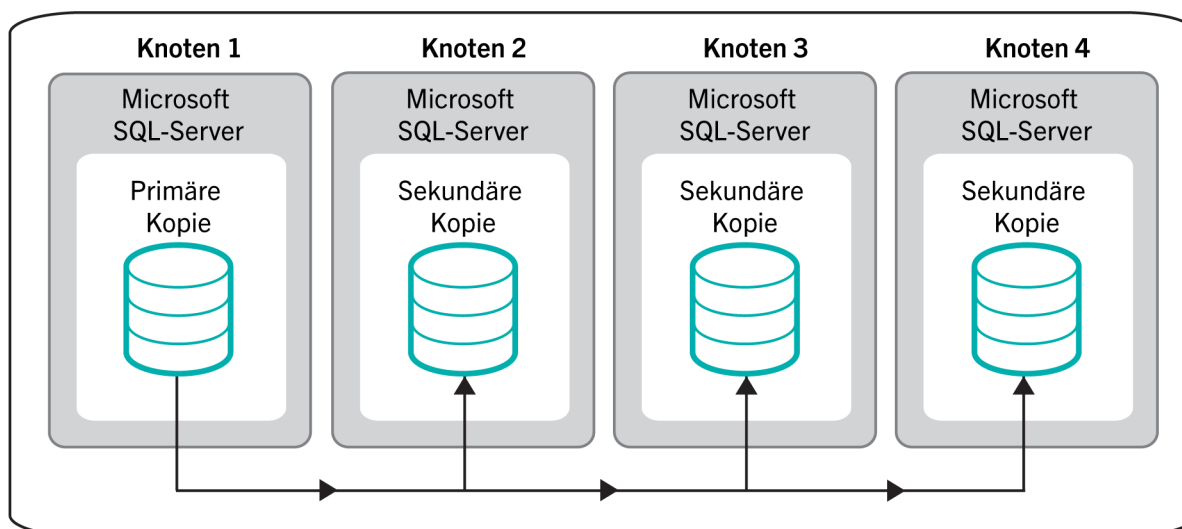 Knoten 1
Microsoft
SQL-Server
Primäre
Kopie
Knoten 2
Microsoft
SQL-Server
Sekundäre
Kopie
Knoten 3
Microsoft
SQL-Server
Sekundäre
Kopie
Knoten 4
Microsoft
SQL-Server
Sekundäre
Kopie